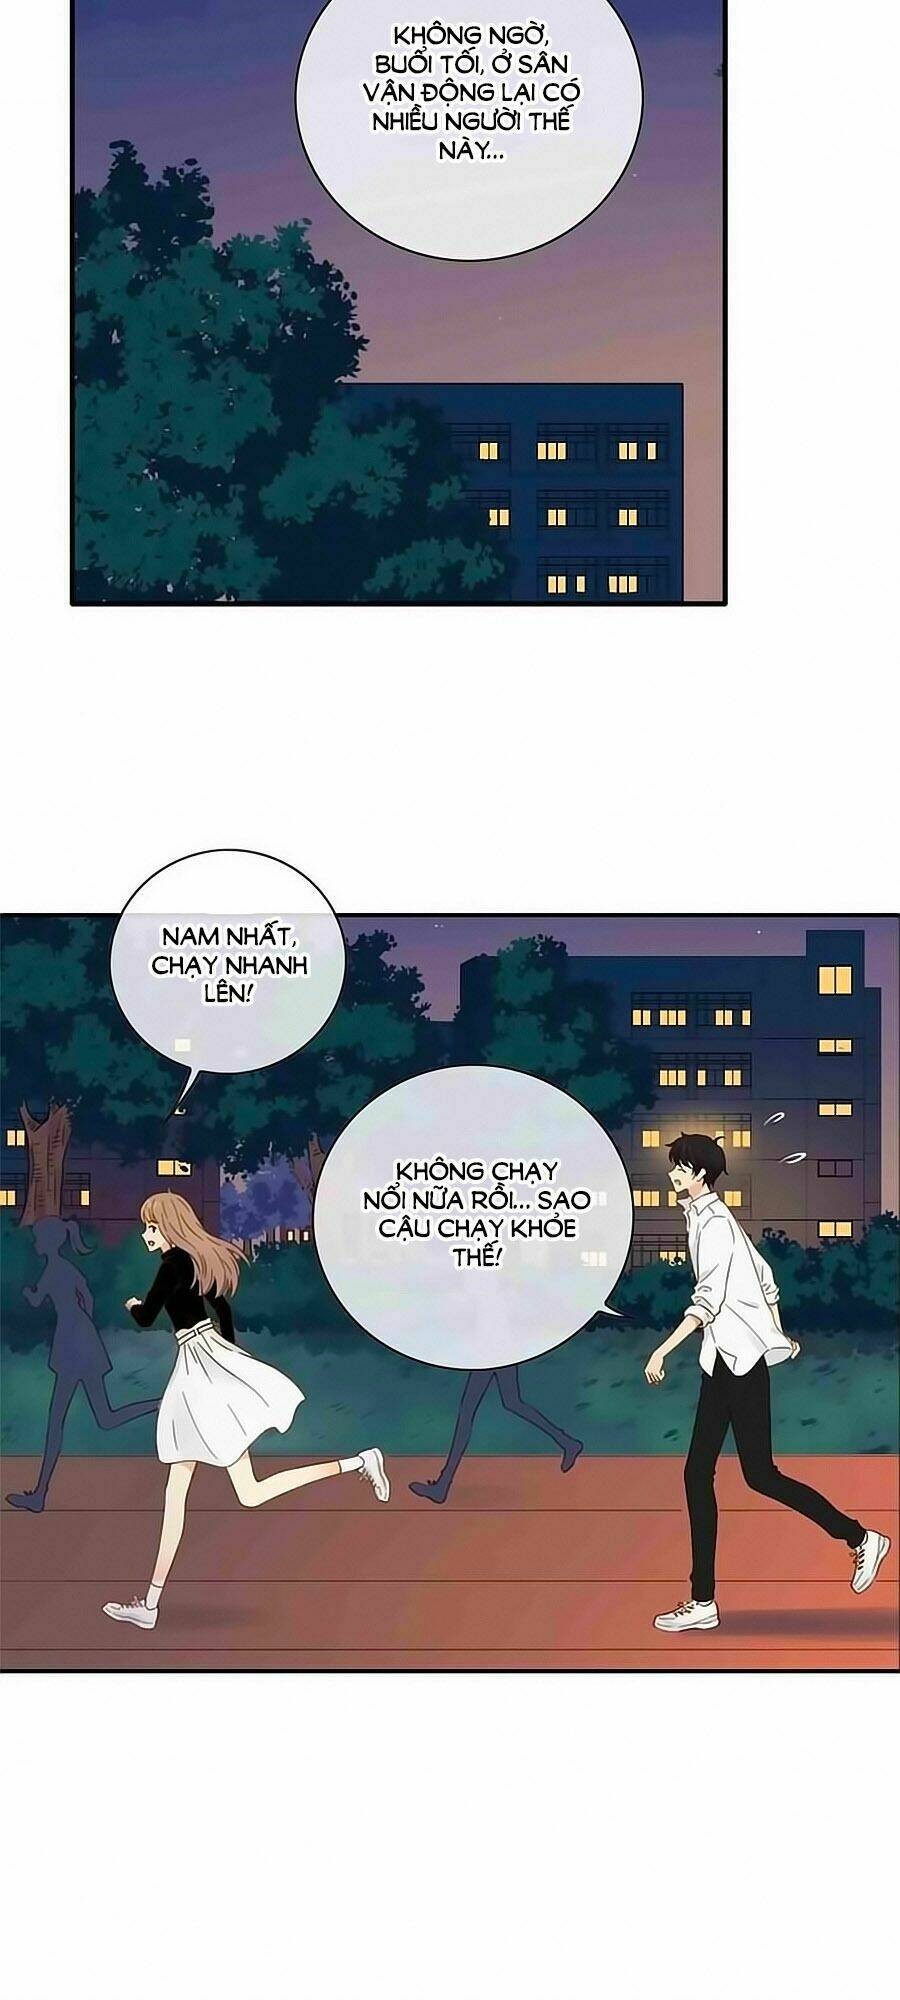 KHÔNG NGỜ,
BUỔI TỐI, Ở SÂN
VẬN ĐỘNG LẠI CÓ
NHIỀU NGƯỜI THẾ
NÀY...
NAM NHẤT,
CHẠY NHANH
LÊN!
KHÔNG CHẠY
NỔI NỮA RỒI... SAO
CẬU CHẠY KHỎE
THẾ!